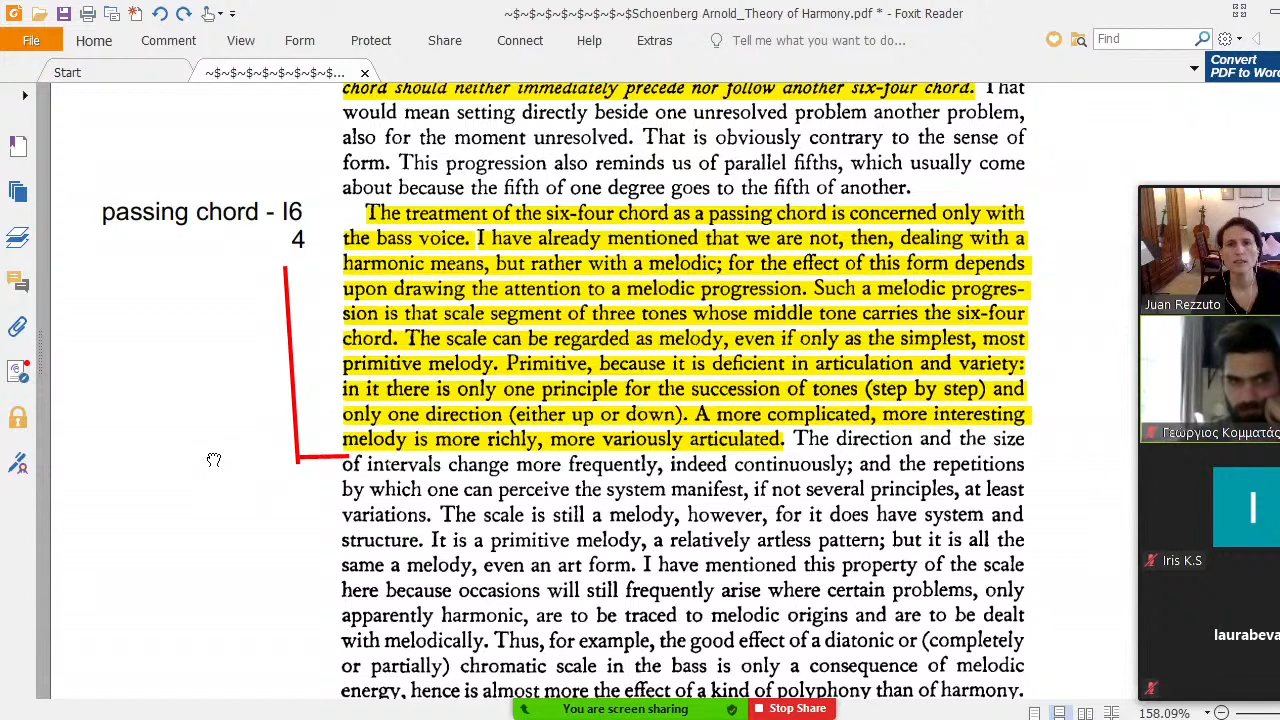 ~$~$~$~$~$~$~$Schoenberg Arnold_Theory of Harmony.pdf * - Foxit Reader
File Home Comment View Form Protect Share Connect Help Extras Tell me what you want to do... Find
Start ~$~$~$~$~$~$~$...
Convert
PDF to Word
chord should neither immediately precede nor follow another six-four chord. That
would mean setting directly beside one unresolved problem another problem,
also for the moment unresolved. That is obviously contrary to the sense of
form. This progression also reminds us of parallel fifths, which usually come
about because the fifth of one degree goes to the fifth of another.
passing chord - I6
4
The treatment of the six-four chord as a passing chord is concerned only with
the bass voice. I have already mentioned that we are not, then, dealing with a
harmonic means, but rather with a melodic; for the effect of this form depends
upon drawing the attention to a melodic progression. Such a melodic progres-
sion is that scale segment of three tones whose middle tone carries the six-four
chord. The scale can be regarded as melody, even if only as the simplest, most
primitive melody. Primitive, because it is deficient in articulation and variety:
in it there is only one principle for the succession of tones (step by step) and
only one direction (either up or down). A more complicated, more interesting
melody is more richly, more variously articulated. The direction and the size
of intervals change more frequently, indeed continuously; and the repetitions
by which one can perceive the system manifest, if not several principles, at least
variations. The scale is still a melody, however, for it does have system and
structure. It is a primitive melody, a relatively artless pattern; but it is all the
same a melody, even an art form. I have mentioned this property of the scale
here because occasions will still frequently arise where certain problems, only
apparently harmonic, are to be traced to melodic origins and are to be dealt
with melodically. Thus, for example, the good effect of a diatonic or (completely
or partially) chromatic scale in the bass is only a consequence of melodic
energy, hence is almost more the effect of a kind of polyphony than of harmony.
Juan Rezzuto
Γεώργιος Κομματάς
I
Iris K.S
laurabeva
You are screen sharing Stop Share
158.09%